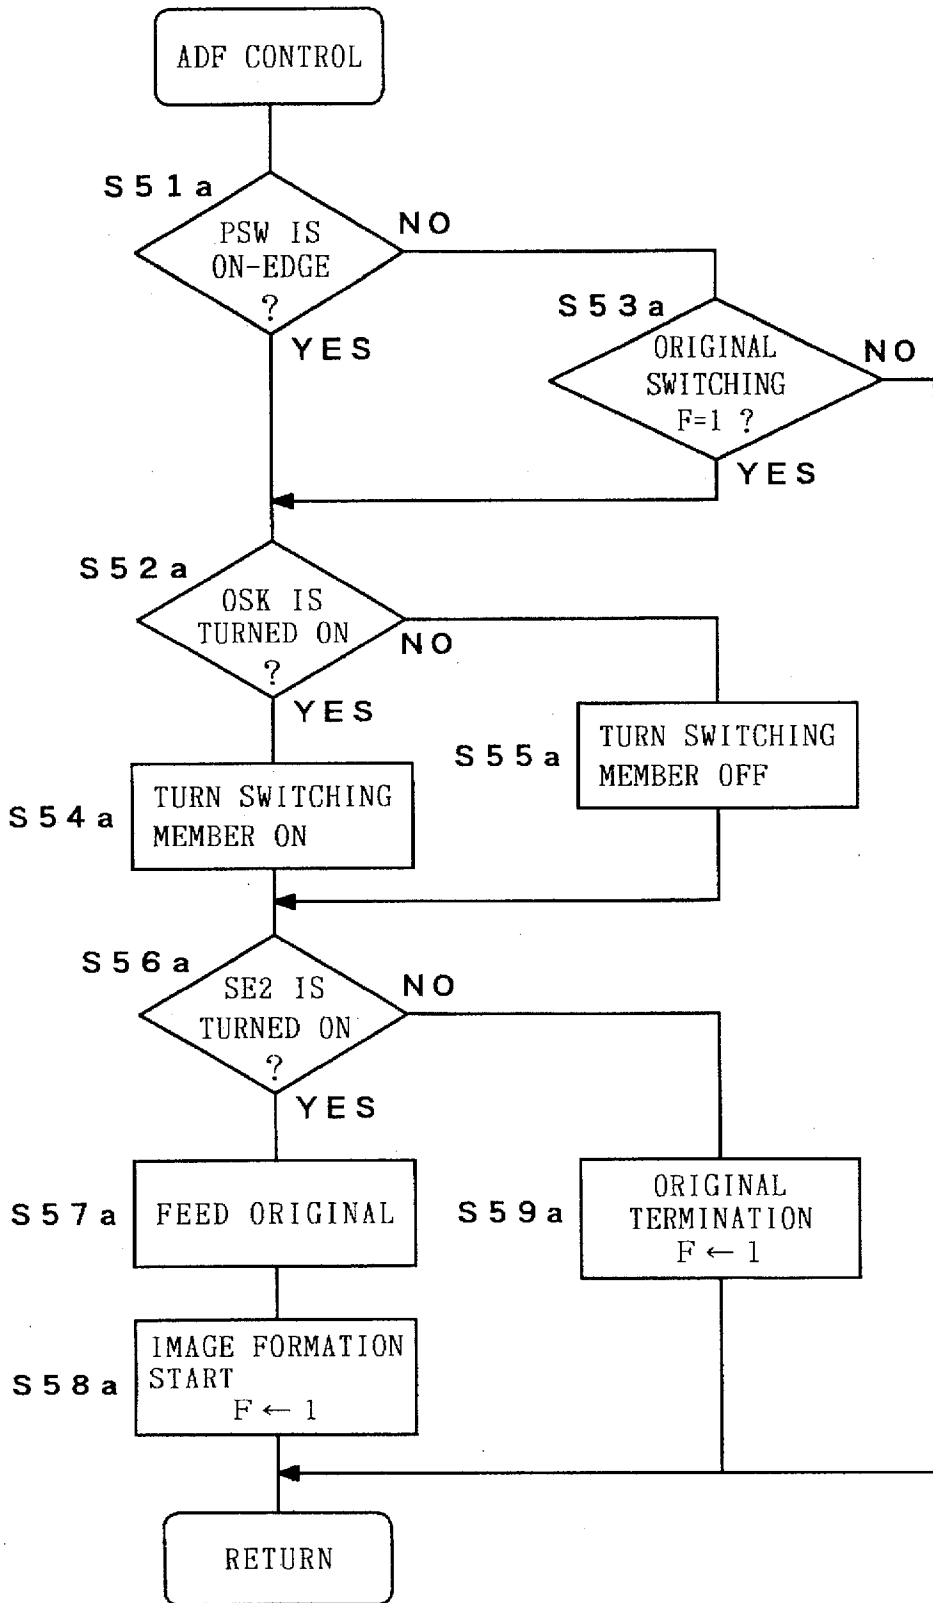 ADF CONTROL
S51a
PSW IS
ON-EDGE
?
NO
YES
S53a
ORIGINAL
SWITCHING
F=1 ?
NO
YES
S52a
OSK IS
TURNED ON
?
NO
YES
S55a
TURN SWITCHING
MEMBER OFF
S54a
TURN SWITCHING
MEMBER ON
S56a
SE2 IS
TURNED ON
?
NO
YES
S57a
FEED ORIGINAL
S59a
ORIGINAL
TERMINATION
F ← 1
S58a
IMAGE FORMATION
START
F ← 1
RETURN